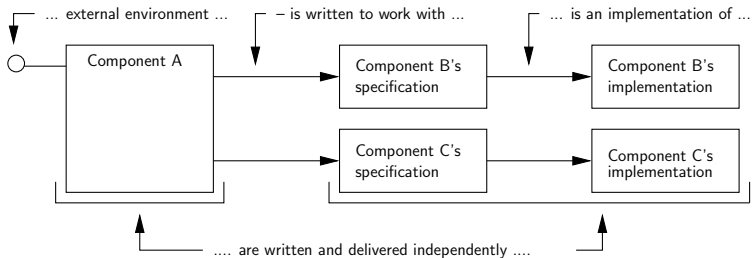 ... external environment ...
– is written to work with ...
... is an implementation of ...
Component A
Component B's
specification
Component B's
implementation
Component C's
specification
Component C's
implementation
.... are written and delivered independently ....